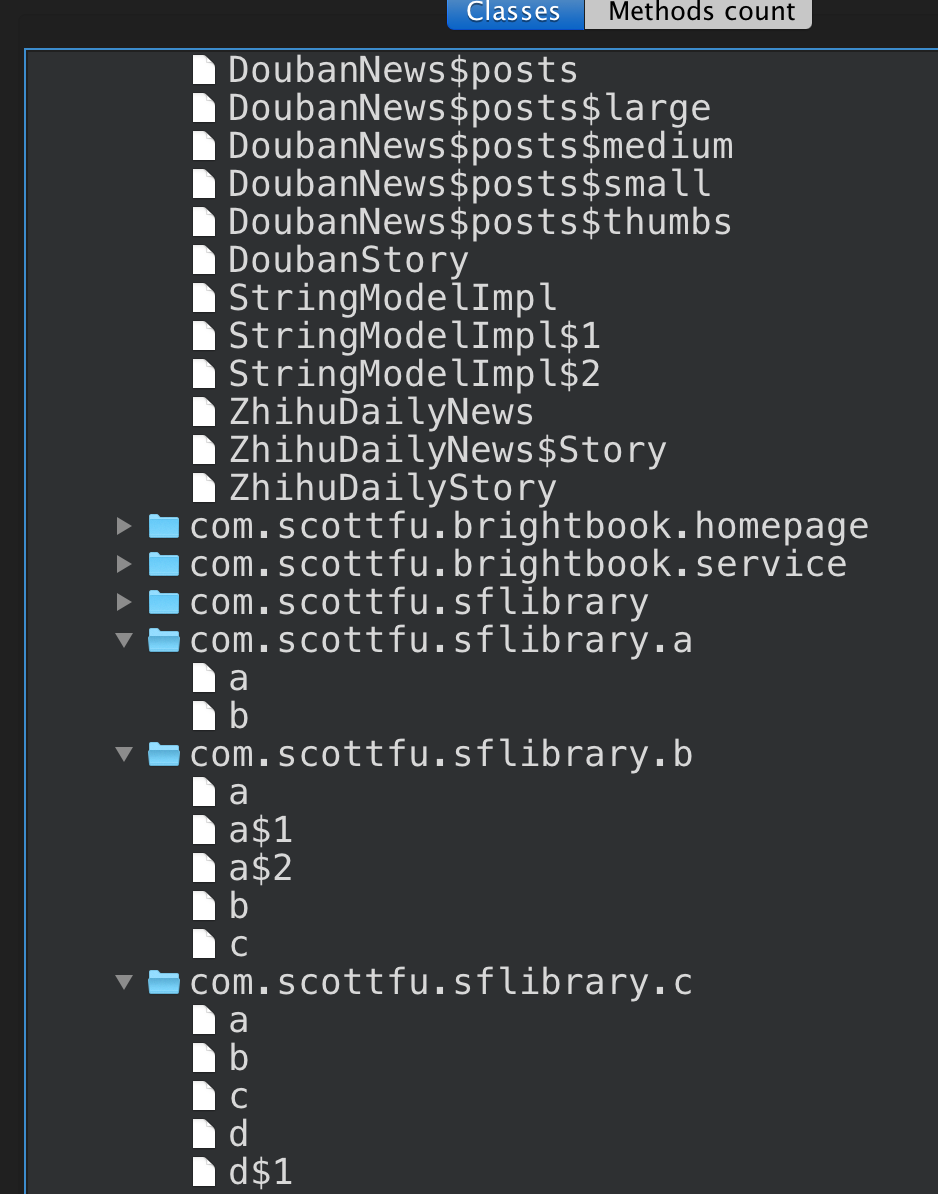 Classes Methods count
DoubanNews$posts
DoubanNews$posts$large
DoubanNews$posts$medium
DoubanNews$posts$small
DoubanNews$posts$thumbs
DoubanStory
StringModelImpl
StringModelImpl$1
StringModelImpl$2
ZhihuDailyNews
ZhihuDailyNews$Story
ZhihuDailyStory
com.scottfu.brightbook.homepage
com.scottfu.brightbook.service
com.scottfu.sflibrary
com.scottfu.sflibrary.a
a
b
com.scottfu.sflibrary.b
a
a$1
a$2
b
c
com.scottfu.sflibrary.c
a
b
c
d
d$1